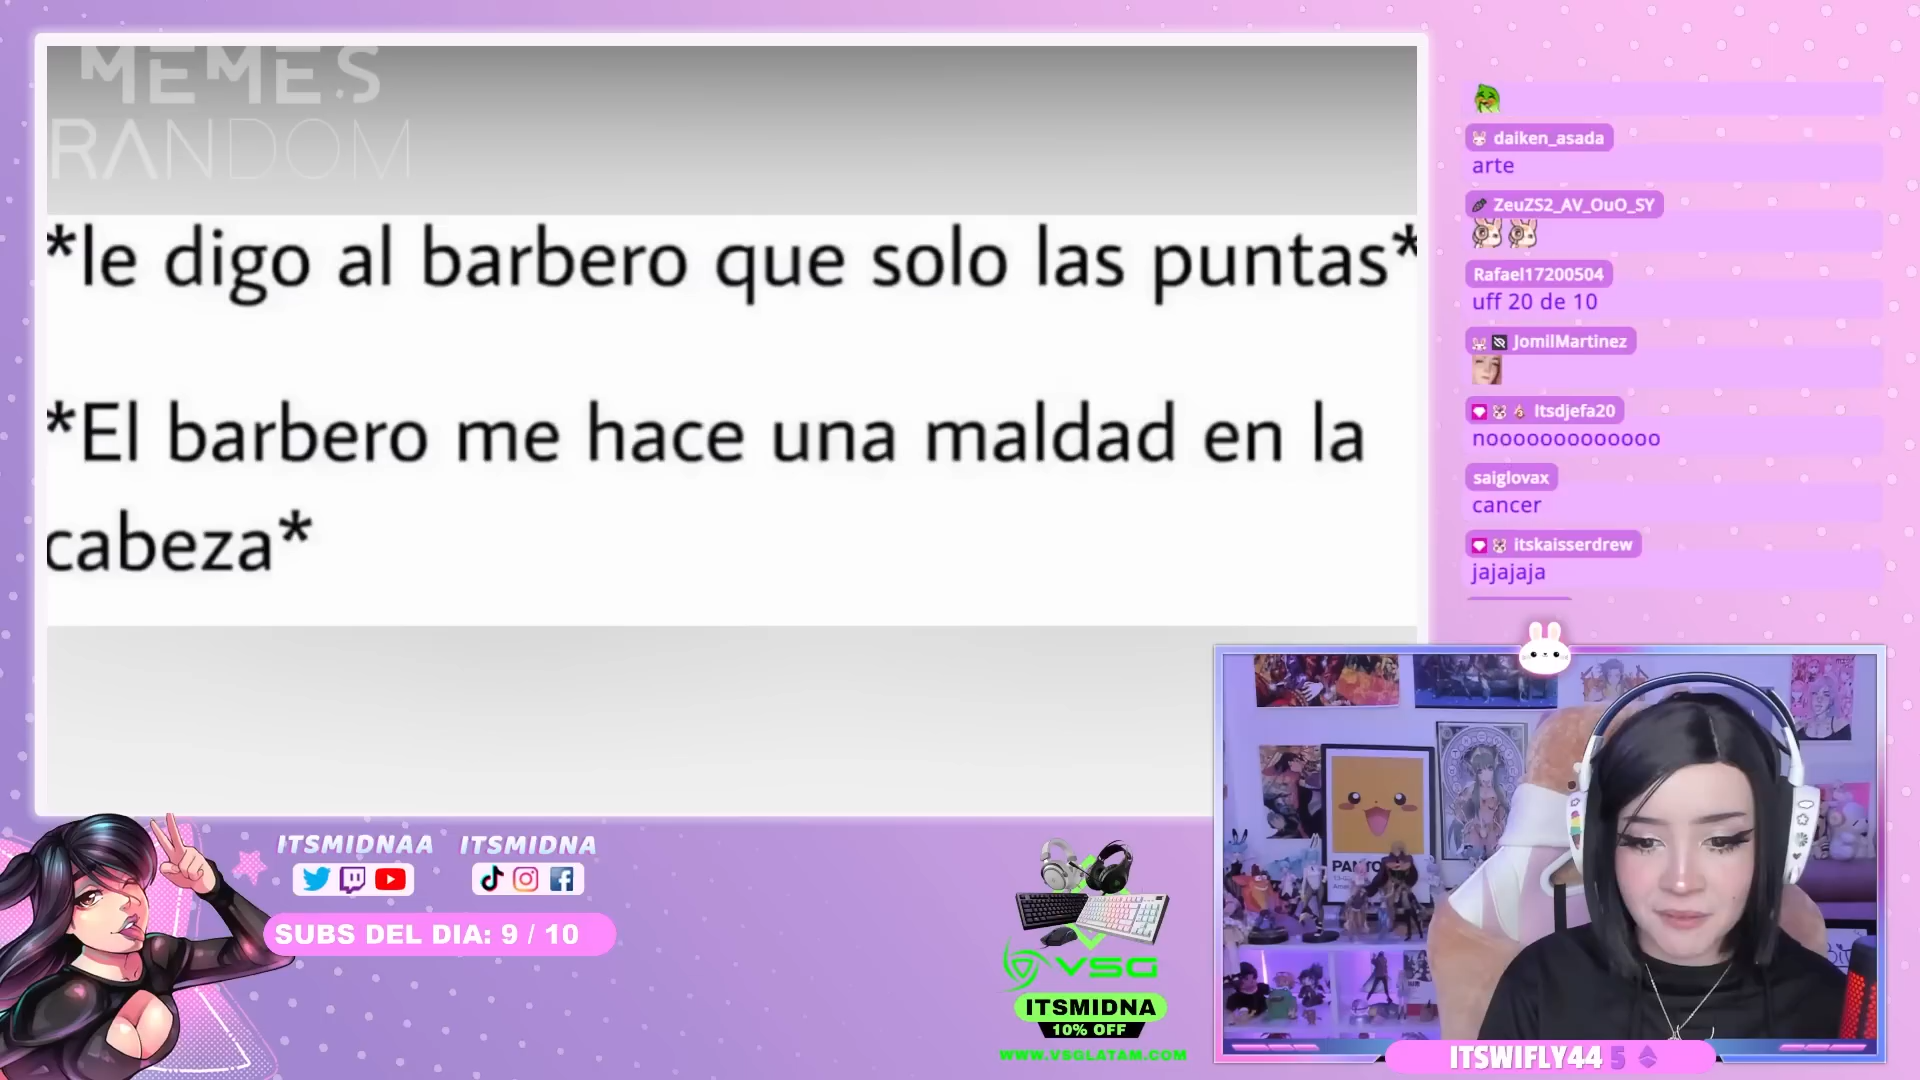 MEMES
RANDOM
*le digo al barbero que solo las puntas*
*El barbero me hace una maldad en la
cabeza*
daiken_asada
arte
ZeuZS2_AV_OuO_SY
Rafael17200504
uff 20 de 10
JomilMartinez
Itsdjefa20
nooooooooooooo
saiglovax
cancer
itskaisserdrew
jajajaja
ITSMIDNAA ITSMIDNA
SUBS DEL DIA: 9 / 10
VSG
ITSMIDNA
10% OFF
WWW.VSGLATAM.COM
ITSWIFLY44 5